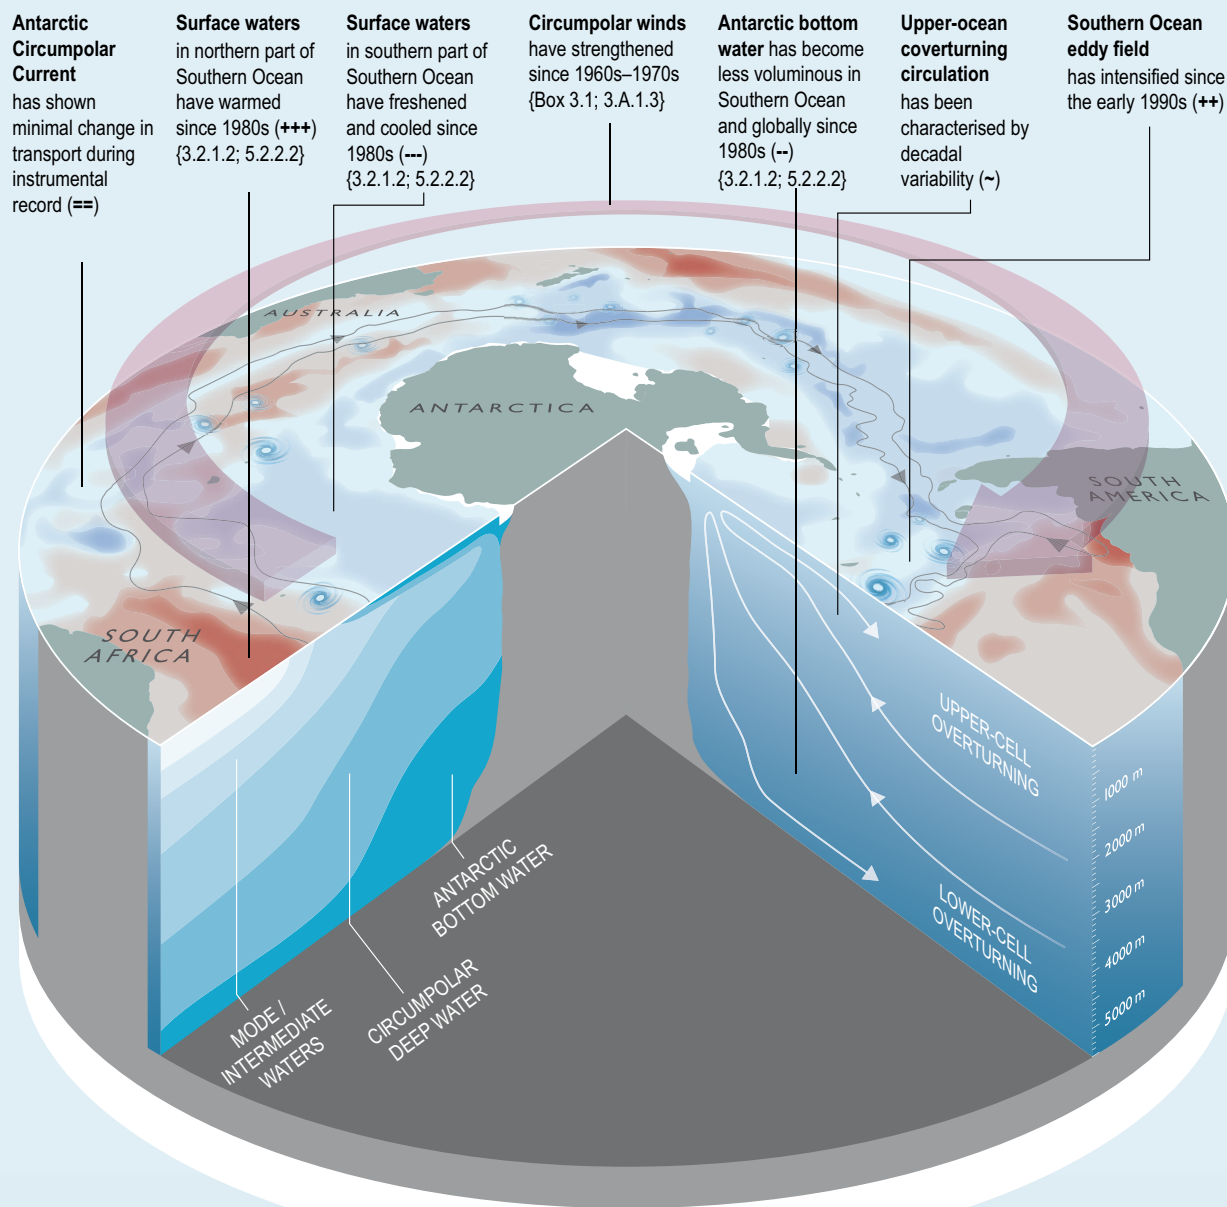 Antarctic
Circumpolar
Current
has shown
minimal change in
transport during
instrumental
record (==)
Surface waters
in northern part of
Southern Ocean
have warmed
since 1980s (+++)
{3.2.1.2; 5.2.2.2}
Surface waters
in southern part of
Southern Ocean
have freshened
and cooled since
1980s (---)
{3.2.1.2; 5.2.2.2}
Circumpolar winds
have strengthened
since 1960s–1970s
{Box 3.1; 3.A.1.3}
Antarctic bottom
water has become
less voluminous in
Southern Ocean
and globally since
1980s (--)
{3.2.1.2; 5.2.2.2}
Upper-ocean
coverturning
circulation
has been
characterised by
decadal
variability (~)
Southern Ocean
eddy field
has intensified since
the early 1990s (++)
AUSTRALIA
ANTARCTICA
SOUTH
AMERICA
SOUTH
AFRICA
UPPER-CELL
OVERTURNING
LOWER-CELL
OVERTURNING
1000 m
2000 m
3000 m
4000 m
5000 m
ANTARCTIC
BOTTOM WATER
CIRCUMPOLAR
DEEP WATER
MODE /
INTERMEDIATE
WATERS